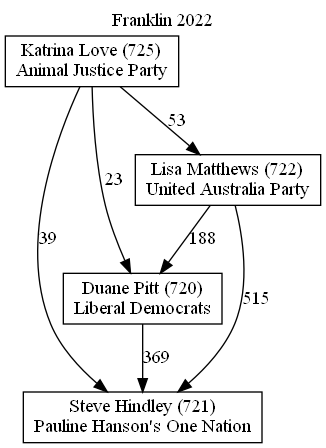 Franklin 2022
Katrina Love (725)
Animal Justice Party
53
Lisa Matthews (722)
United Australia Party
39
23
188
515
Duane Pitt (720)
Liberal Democrats
369
Steve Hindley (721)
Pauline Hanson's One Nation